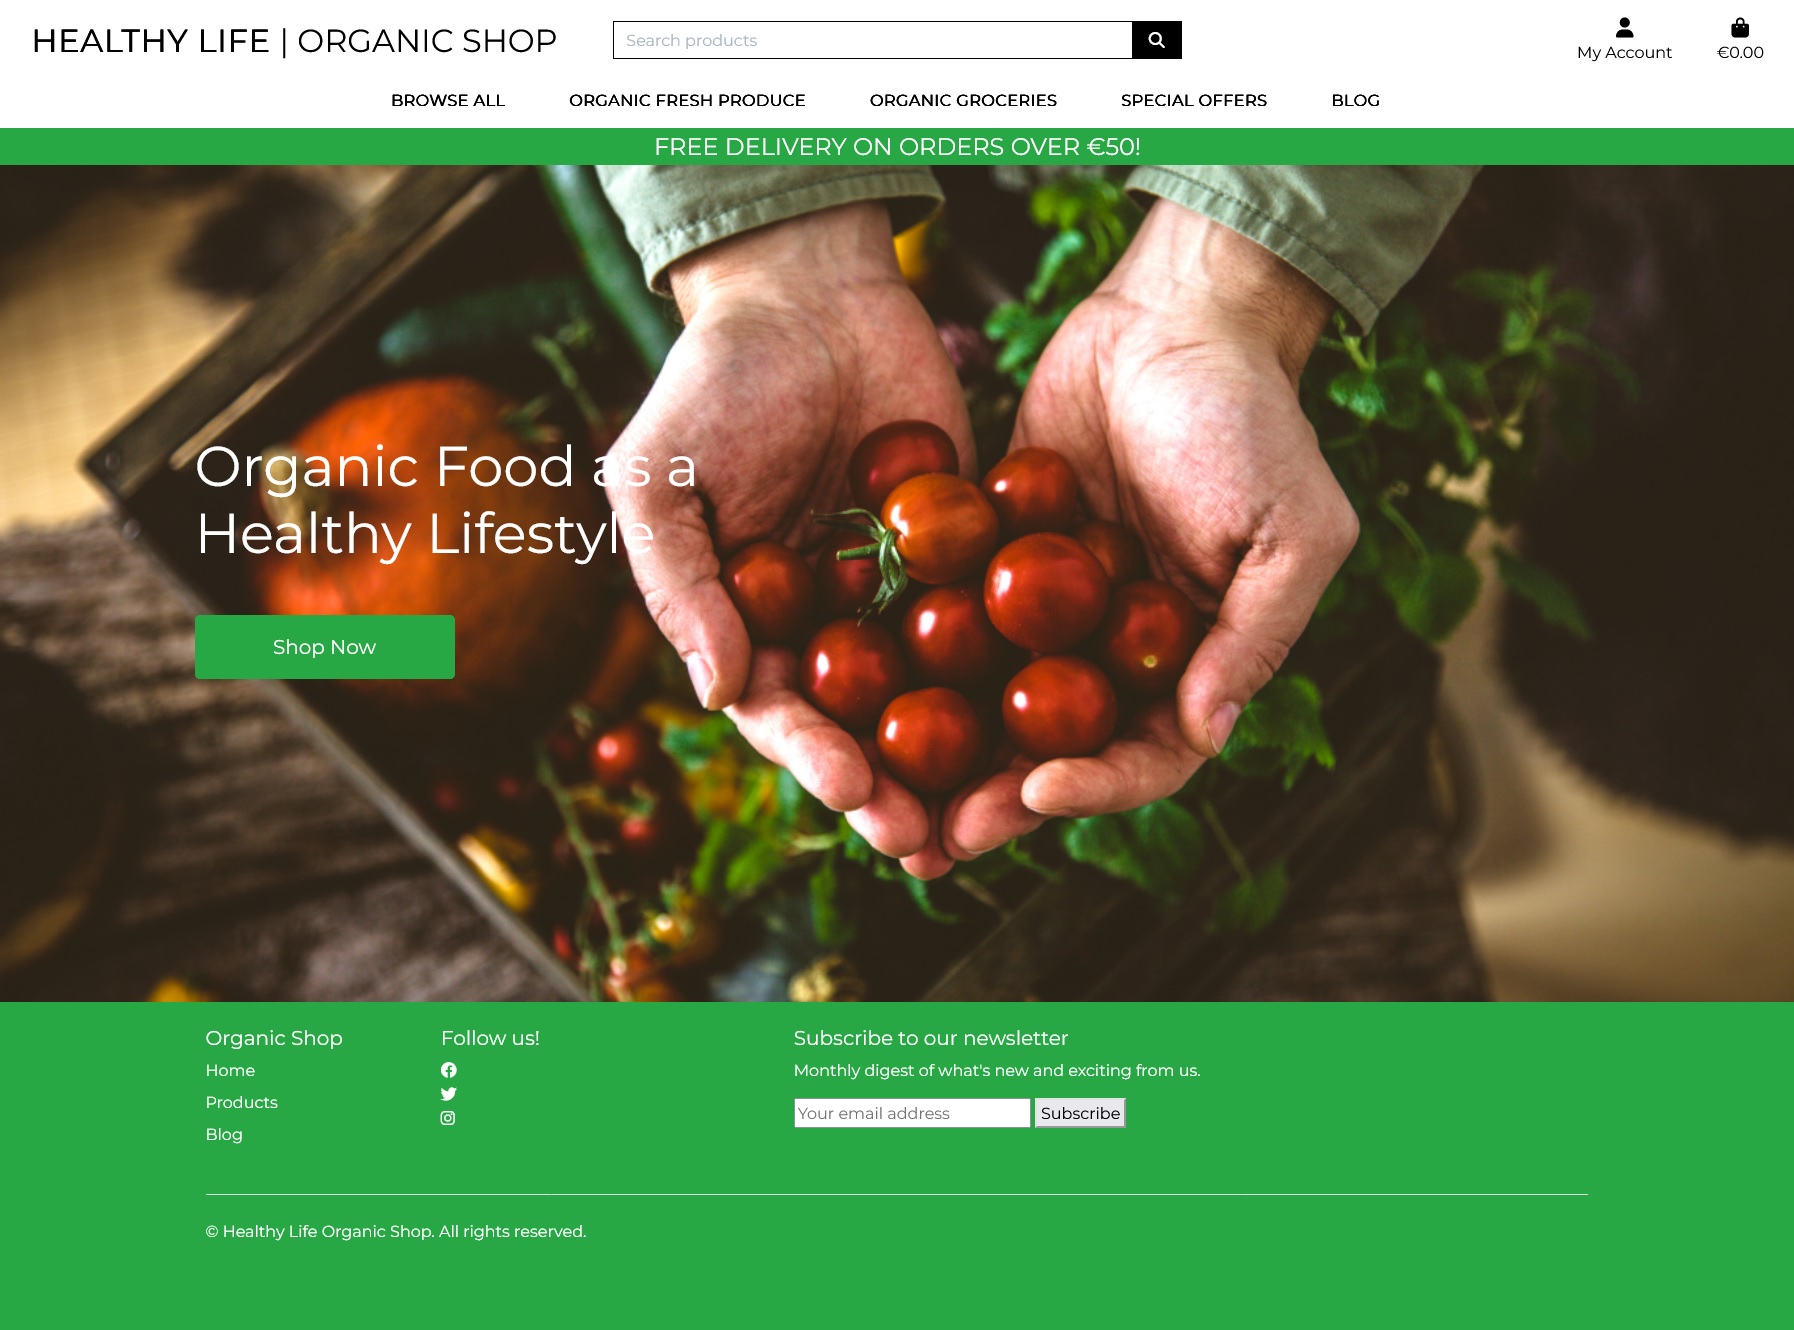 HEALTHY LIFE | ORGANIC SHOP
Search products
My Account
€0.00
BROWSE ALL
ORGANIC FRESH PRODUCE
ORGANIC GROCERIES
SPECIAL OFFERS
BLOG
FREE DELIVERY ON ORDERS OVER €50!
Organic Food as a
Healthy Lifestyle
Shop Now
Organic Shop
Home
Products
Blog
Follow us!
Subscribe to our newsletter
Monthly digest of what's new and exciting from us.
Your email address
Subscribe
© Healthy Life Organic Shop. All rights reserved.